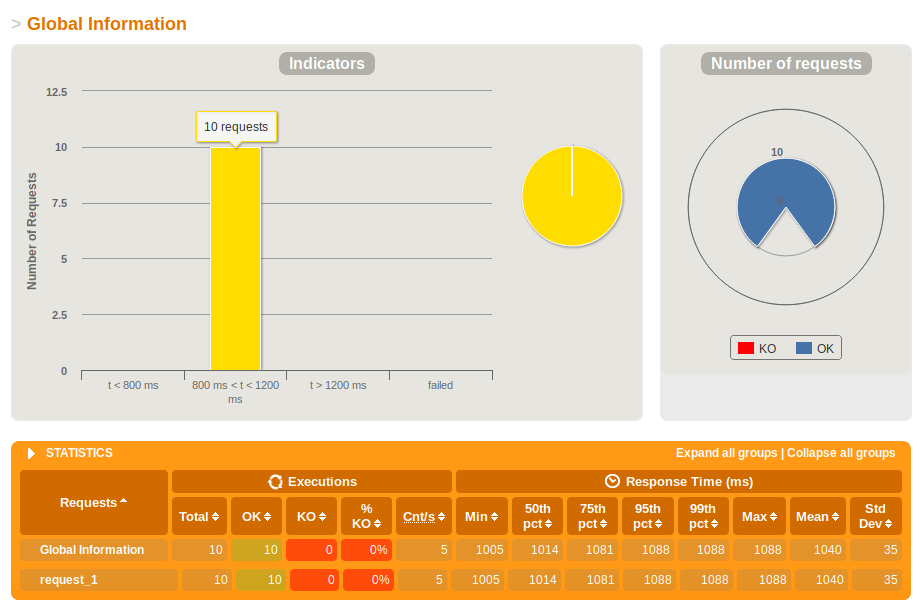 > Global Information
Indicators
12.5
10
7.5
5
2.5
0
Number of Requests
10 requests
t < 800 ms
800 ms < t < 1200
ms
t > 1200 ms
failed
Number of requests
10
0
KO
OK
STATISTICS
Expand all groups | Collapse all groups
Requests
Executions
Response Time (ms)
Total OK KO % KO Cnt/s Min 50th pct 75th pct 95th pct 99th pct Max Mean Std Dev
Global Information 10 10 0 0% 5 1005 1014 1081 1088 1088 1088 1040 35
request_1 10 10 0 0% 5 1005 1014 1081 1088 1088 1088 1040 35